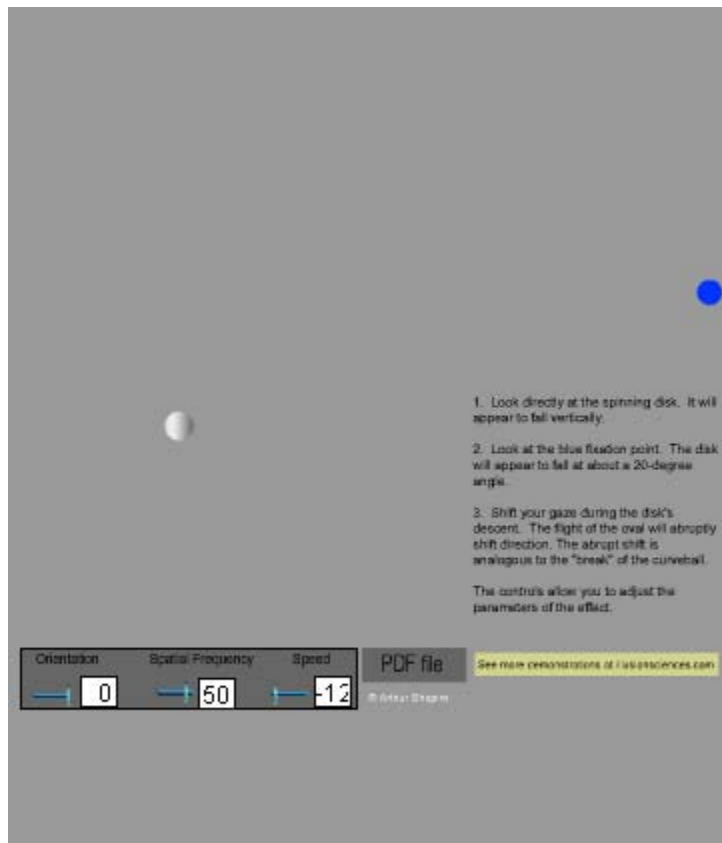 1. Look directly at the spinning disk. It will
appear to fall vertically.
2. Look at the blue fixation point. The disk
will appear to fall at about a 20-degree
angle.
3. Shift your gaze during the disk's
descent. The flight of the oval will abruptly
shift direction. The abrupt shift is
analogous to the "break" of the curveball.
The controls allow you to adjust the
parameters of the effect.
Orientation Spatial Frequency Speed
0 50 -12
PDF file
See more demonstrations at illusionsciences.com
© Arthur Shapiro